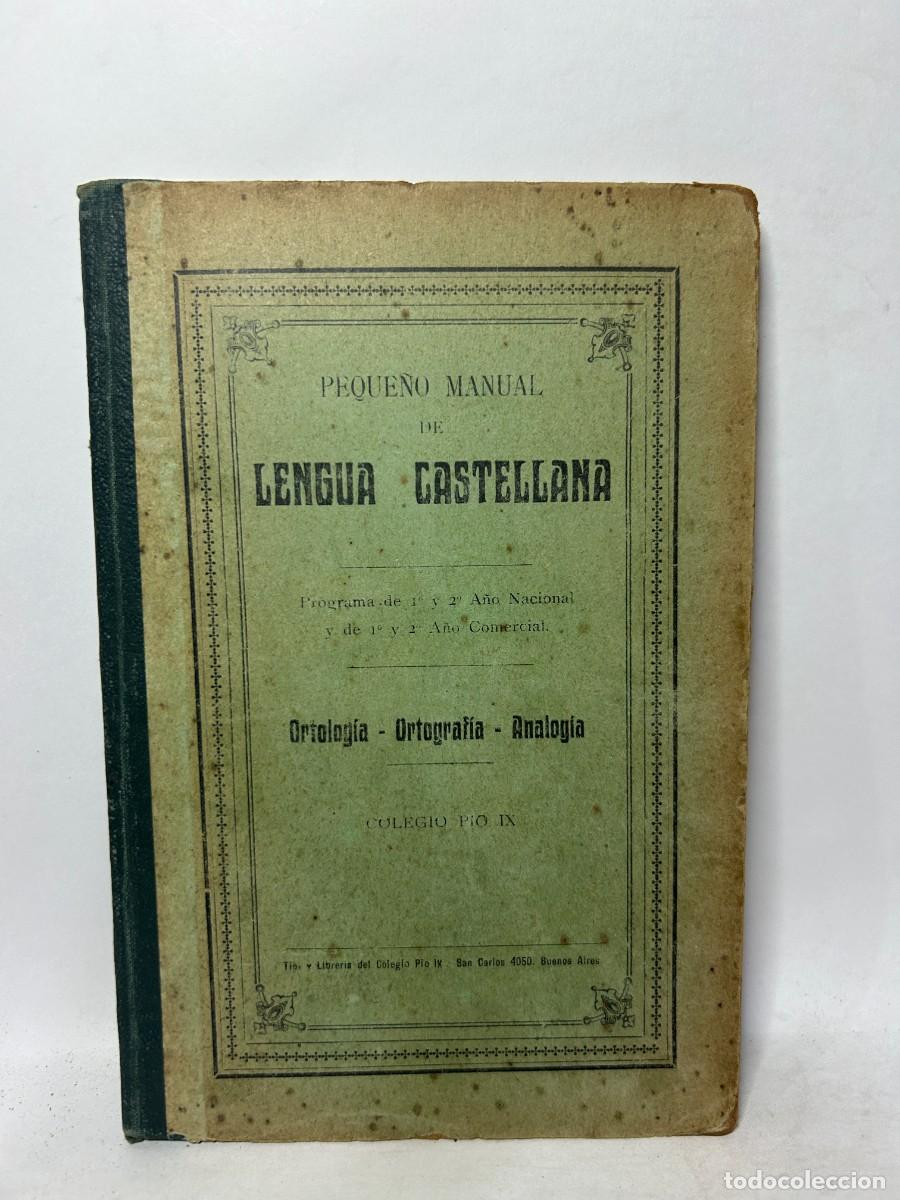 PEQUEÑO MANUAL
DE
LENGUA CASTELLANA
Programa de 1º y 2º Año Nacional
y de 1º y 2º Año Comercial.
Ortología - Ortografía - Analogía
COLEGIO PÍO IX
Tip. y Librería del Colegio Pío IX - San Carlos 4050. Buenos Aires
todocoleccion